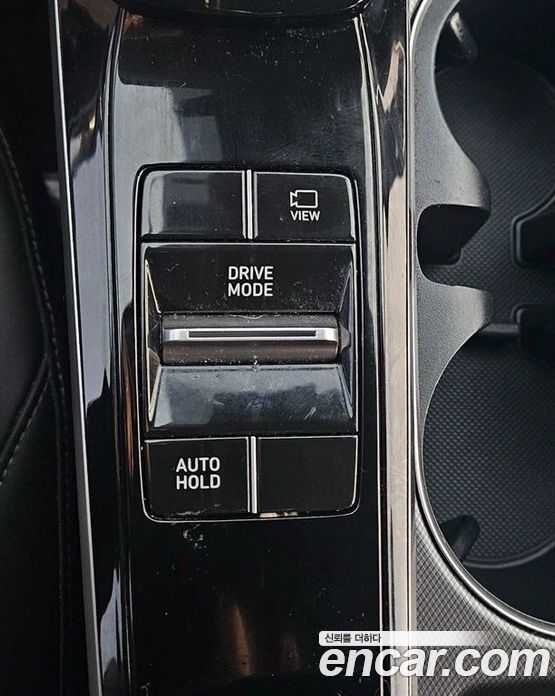 VIEW
DRIVE
MODE
AUTO
HOLD
신뢰를 더하다
encar.com